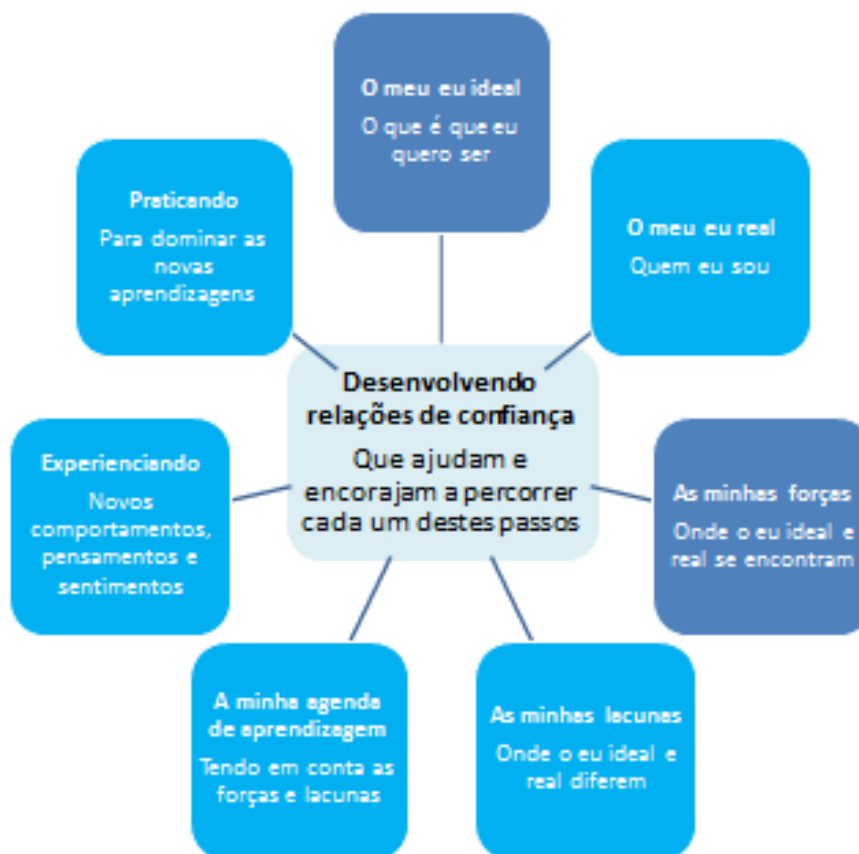 O meu eu ideal
O que é que eu
quero ser
O meu eu real
Quem eu sou
As minhas forças
Onde o eu ideal e
real se encontram
As minhas lacunas
Onde o eu ideal e
real diferem
A minha agenda
de aprendizagem
Tendo em conta as
forças e lacunas
Experienciando
Novos
comportamentos,
pensamentos e
sentimentos
Praticando
Para dominar as
novas
aprendizagens
Desenvolvendo
relações de confiança
Que ajudam e
encorajam a percorrer
cada um destes passos